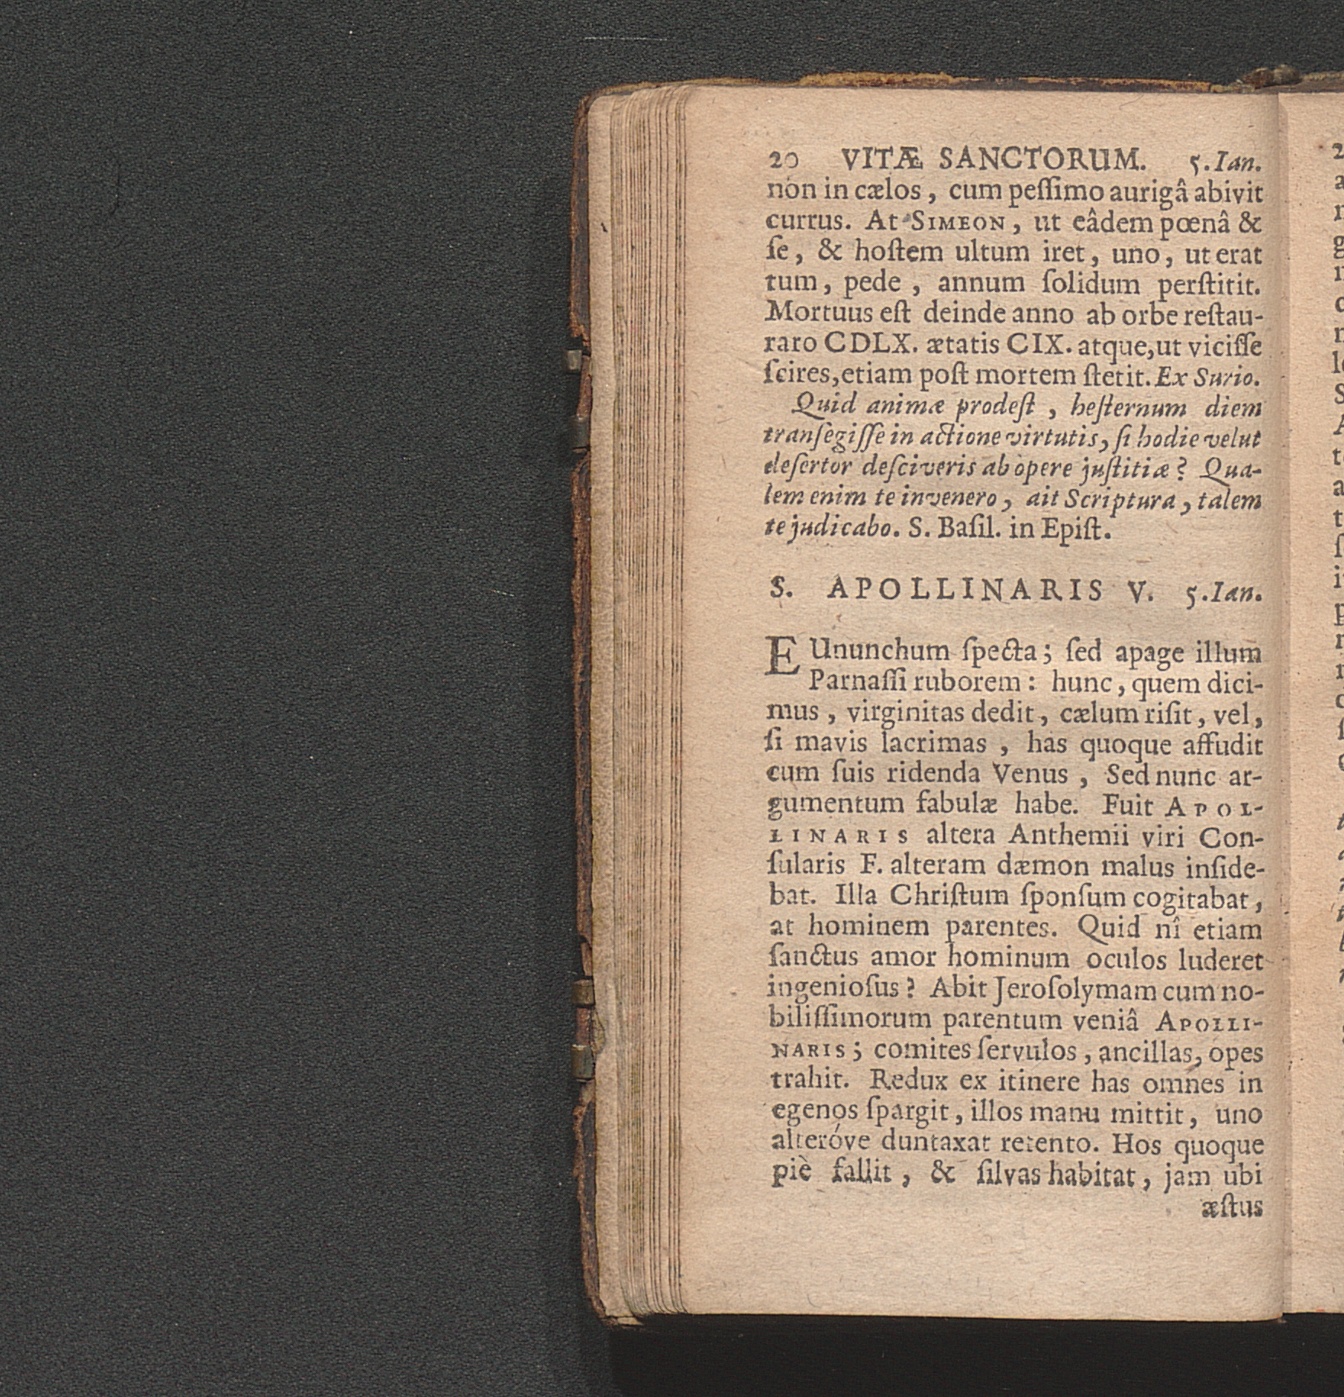 20 VITÆ SANCTORUM. 5.Ian.
non in cælos, cum peſſimo aurigâ abivit
currus. At SIMEON, ut eâdem pœnâ &
ſe, & hoſtem ultum iret, uno, ut erat
tum, pede, annum ſolidum perſtitit.
Mortuus eſt deinde anno ab orbe reſtau-
raro CDLX. ætatis CIX. atque, ut viciſſe
ſcires, etiam poſt mortem ſtetit. Ex Surio.
Quid animæ prodeſt, heſternum diem
tranſegiſſe in actione virtutis, ſi hodie velut
deſertor deſciveris ab opere juſtitiæ? Qua-
lem enim te invenero, ait Scriptura, talem
te judicabo. S. Baſil. in Epiſt.
S. APOLLINARIS V. 5.Ian.
EUnunchum ſpecta; ſed apage illum
Parnaſſi ruborem: hunc, quem dici-
mus, virginitas dedit, cælum riſit, vel,
ſi mavis lacrimas, has quoque affudit
cum ſuis ridenda Venus, Sed nunc ar-
gumentum fabulæ habe. Fuit APOL-
LINARIS altera Anthemii viri Con-
ſularis F. alteram dæmon malus inſide-
bat. Illa Chriſtum ſponſum cogitabat,
at hominem parentes. Quid nî etiam
ſanctus amor hominum oculos luderet
ingenioſus? Abit Jeroſolymam cum no-
biliſſimorum parentum veniâ APOLLI-
NARIS; comites ſervulos, ancillas, opes
trahit. Redux ex itinere has omnes in
egenos ſpargit, illos manu mittit, uno
alteróve duntaxat retento. Hos quoque
piè fallit, & ſilvas habitat, jam ubi
æſtus